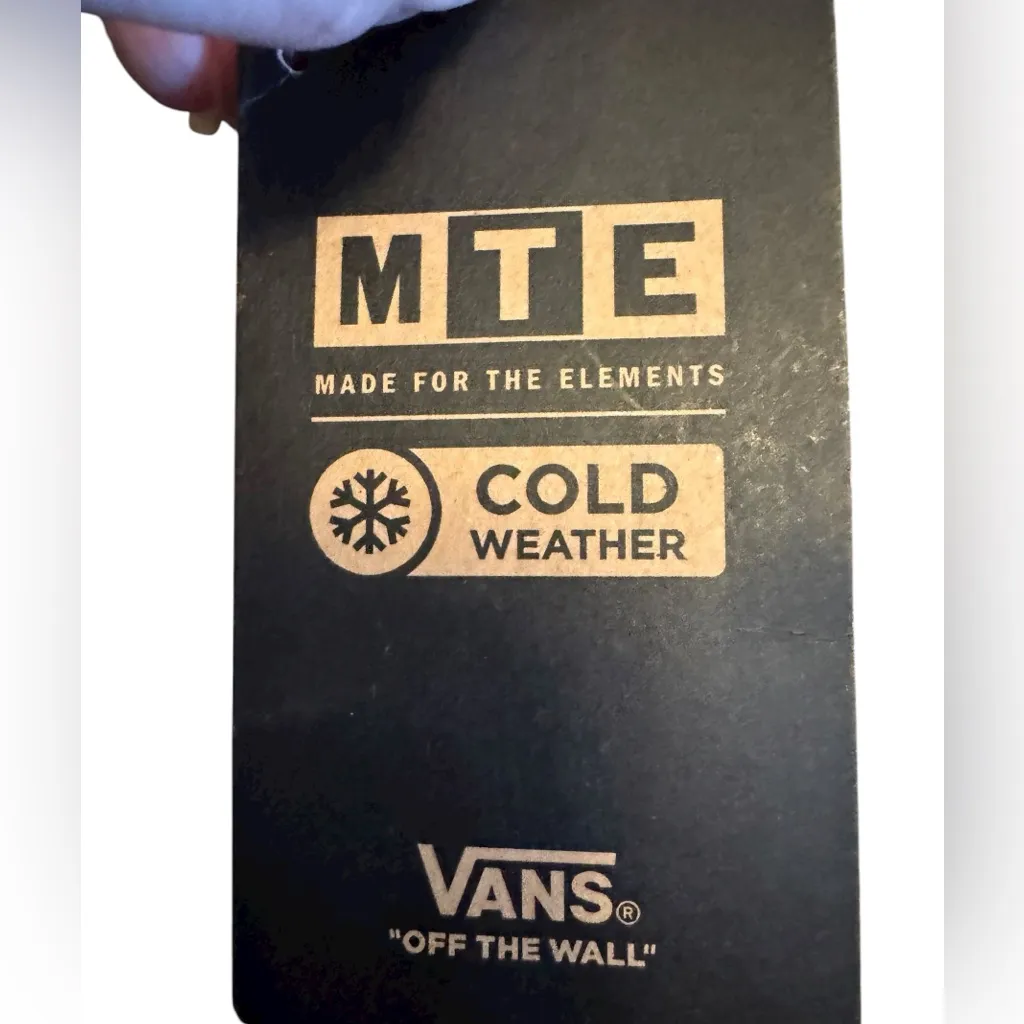 MTE
MADE FOR THE ELEMENTS
COLD
WEATHER
VANS®
"OFF THE WALL"